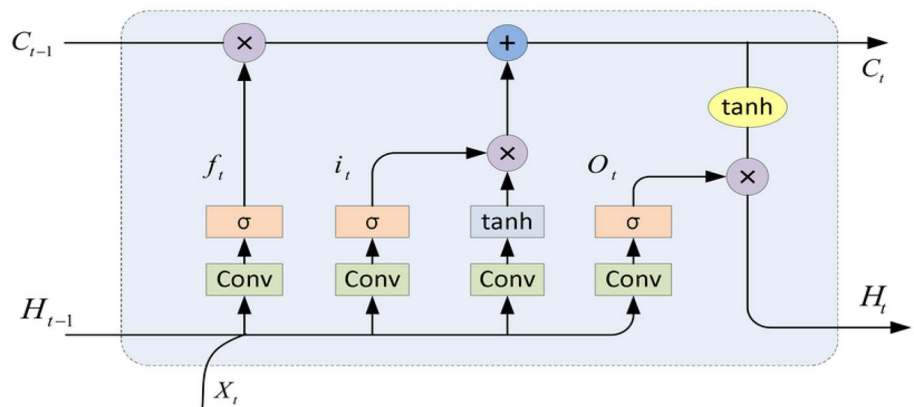 C_{t-1} × + C_t
tanh
f_t i_t × O_t ×
σ σ tanh σ
Conv Conv Conv Conv
H_{t-1} H_t
X_t